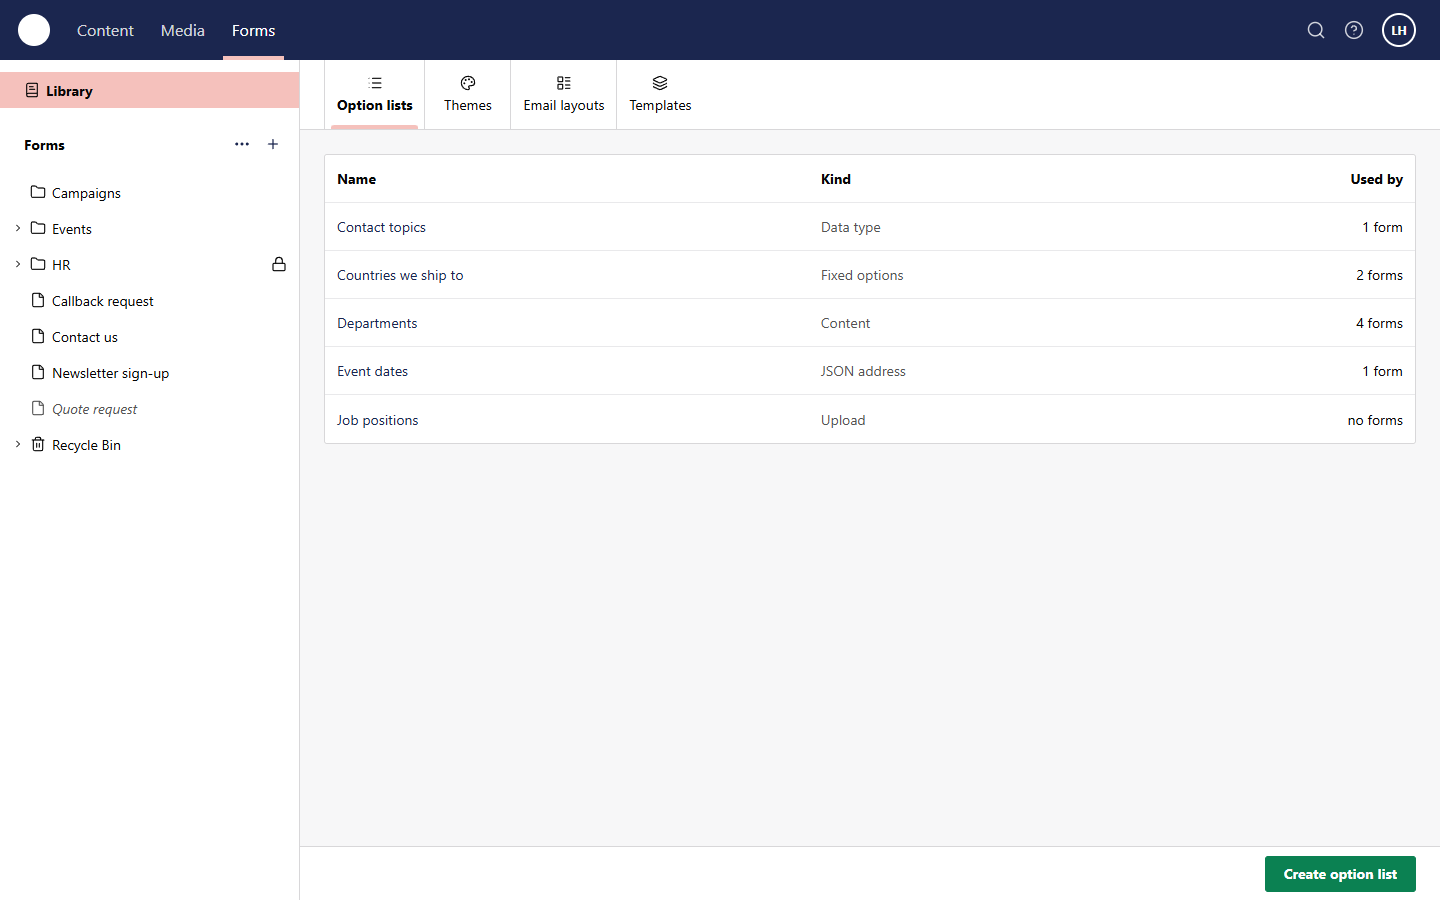 Content Media Forms LH
Library
Forms
Campaigns
Events
HR
Callback request
Contact us
Newsletter sign-up
Quote request
Recycle Bin
Option lists Themes Email layouts Templates
Name Kind Used by
Contact topics Data type 1 form
Countries we ship to Fixed options 2 forms
Departments Content 4 forms
Event dates JSON address 1 form
Job positions Upload no forms
Create option list